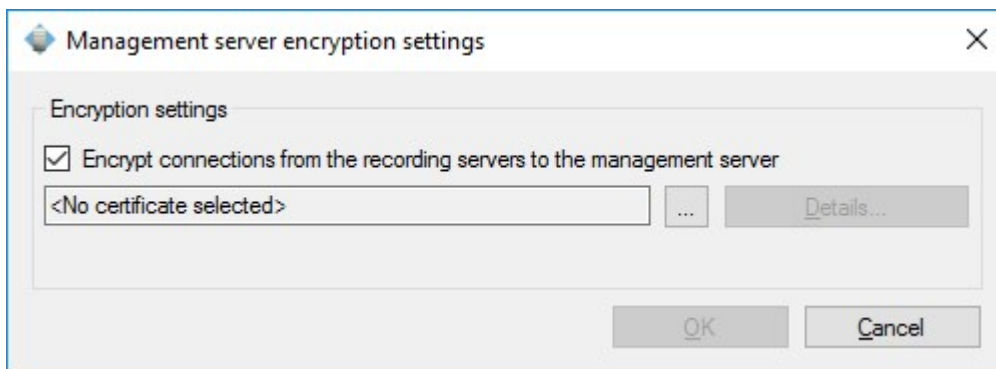 Management server encryption settings
Encryption settings
Encrypt connections from the recording servers to the management server
<No certificate selected>
...
Details...
OK
Cancel